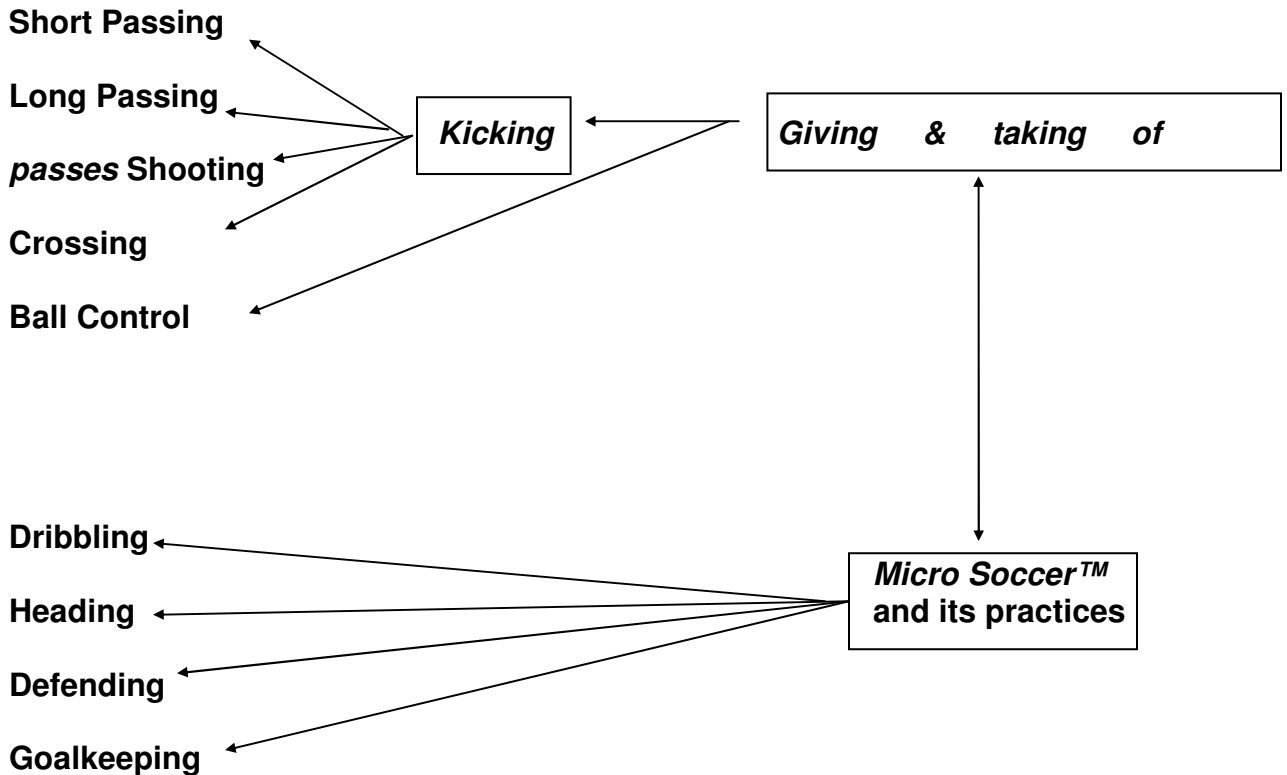 Short Passing
Long Passing
Kicking
Giving & taking of
passes Shooting
Crossing
Ball Control
Dribbling
Micro Soccer™
and its practices
Heading
Defending
Goalkeeping